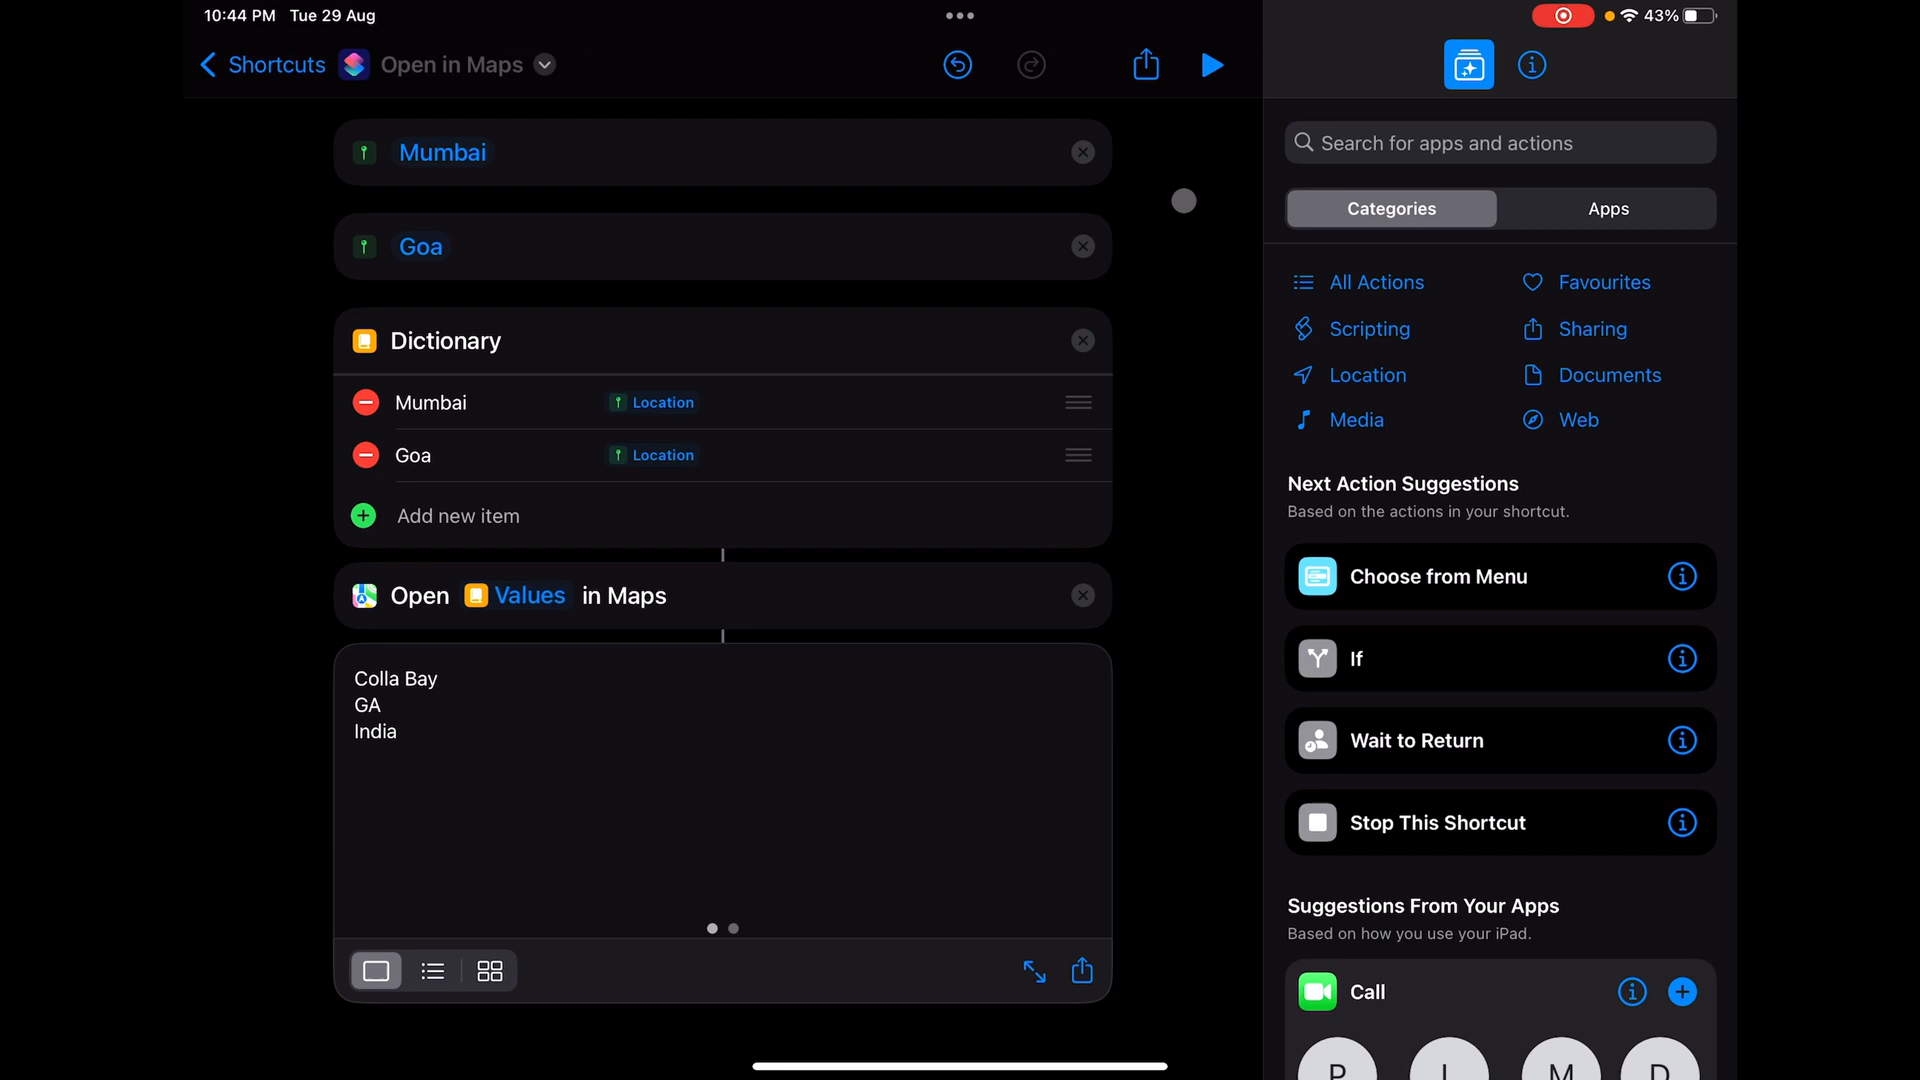 10:44 PM Tue 29 Aug
43%
Shortcuts Open in Maps
Mumbai
Goa
Dictionary
Mumbai Location
Goa Location
Add new item
Open Values in Maps
Colla Bay
GA
India
Search for apps and actions
Categories Apps
All Actions Favourites
Scripting Sharing
Location Documents
Media Web
Next Action Suggestions
Based on the actions in your shortcut.
Choose from Menu
If
Wait to Return
Stop This Shortcut
Suggestions From Your Apps
Based on how you use your iPad.
Call
P L M D